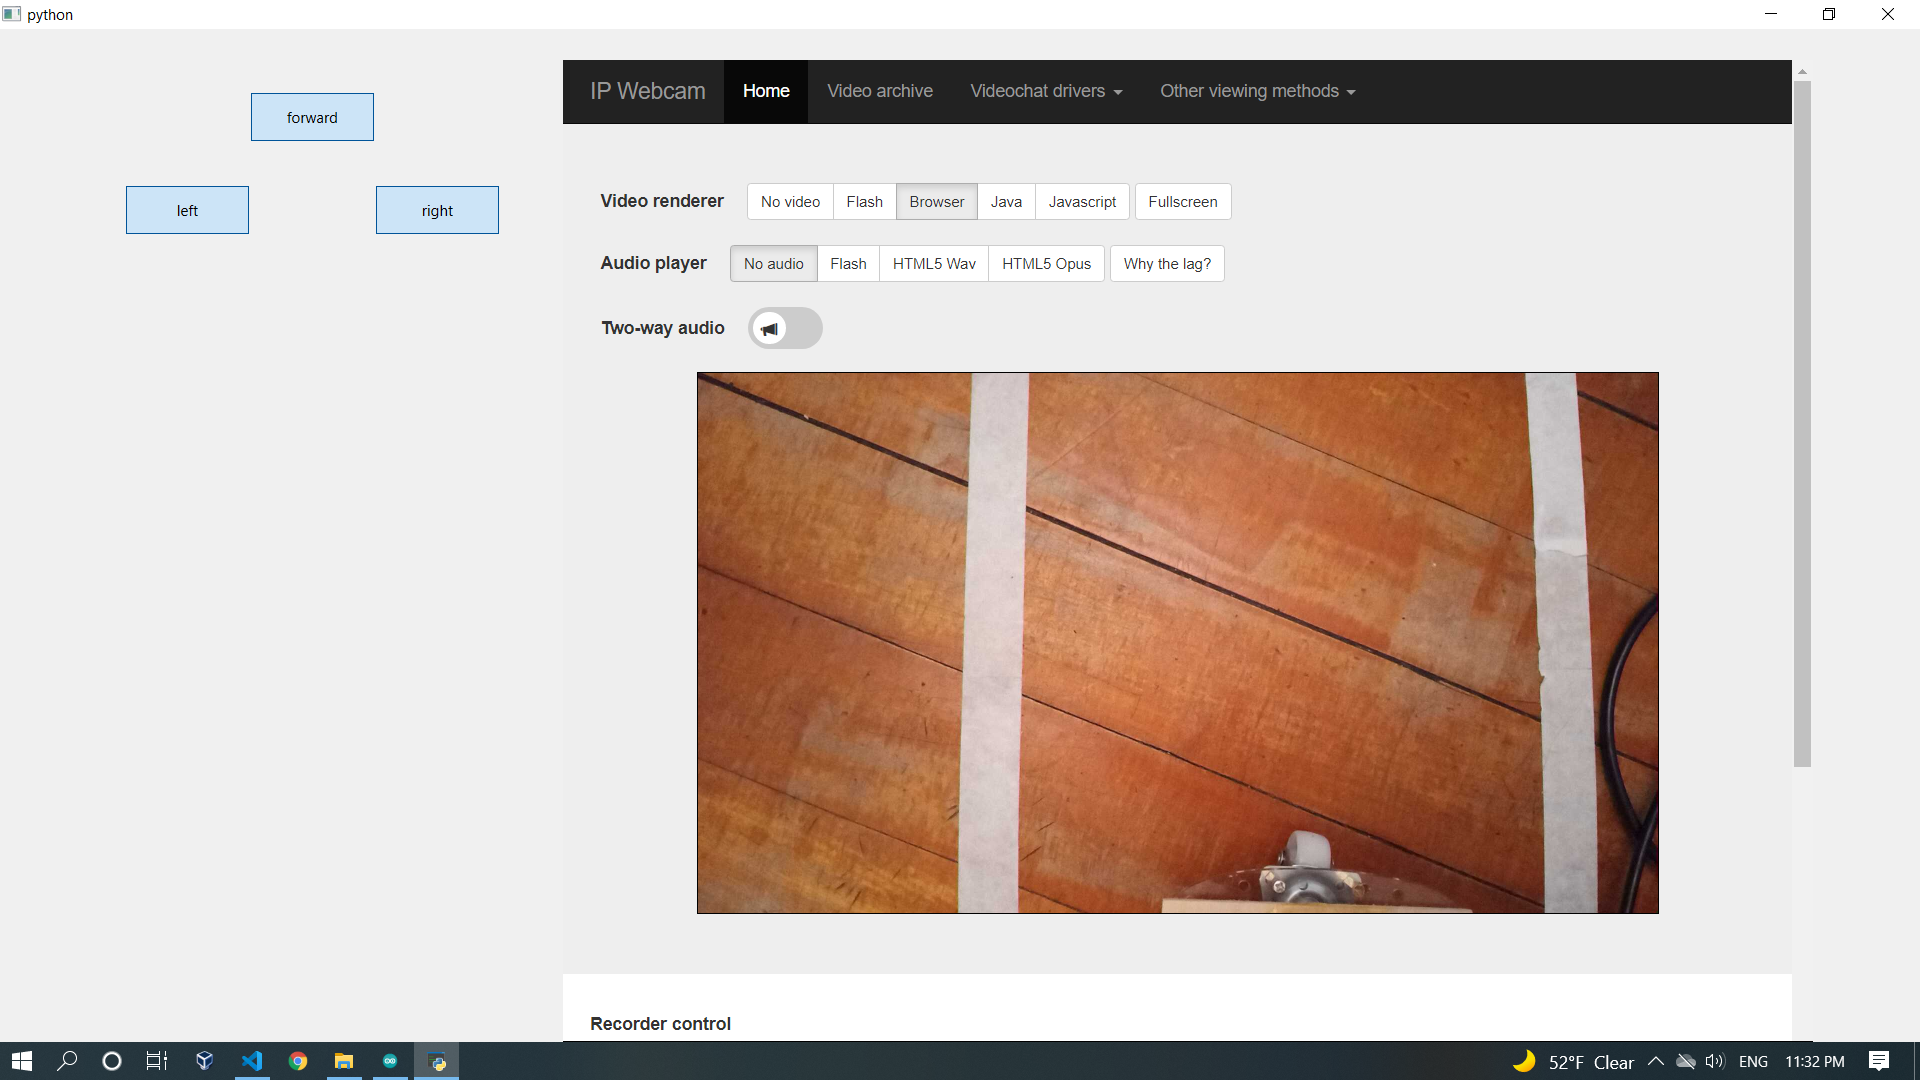 python
forward
left
right
IP Webcam Home Video archive Videochat drivers Other viewing methods
Video renderer No video Flash Browser Java Javascript Fullscreen
Audio player No audio Flash HTML5 Wav HTML5 Opus Why the lag?
Two-way audio
Recorder control
52°F Clear ENG 11:32 PM